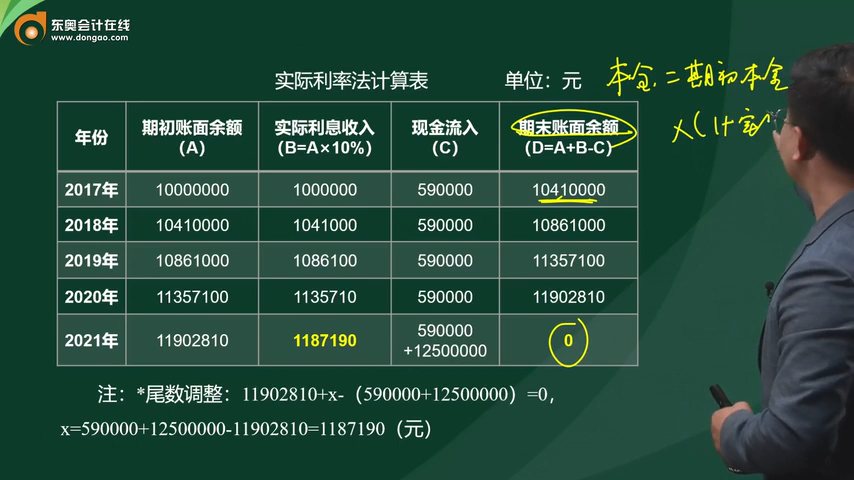 东奥会计在线
www.dongao.com
实际利率法计算表 单位：元
本金=期初本金
×（计实
年份 期初账面余额（A） 实际利息收入（B=A×10%） 现金流入（C） 期末账面余额（D=A+B-C）
2017年 10000000 1000000 590000 10410000
2018年 10410000 1041000 590000 10861000
2019年 10861000 1086100 590000 11357100
2020年 11357100 1135710 590000 11902810
2021年 11902810 1187190 590000+12500000 0
注：*尾数调整：11902810+x-（590000+12500000）=0，
x=590000+12500000-11902810=1187190（元）